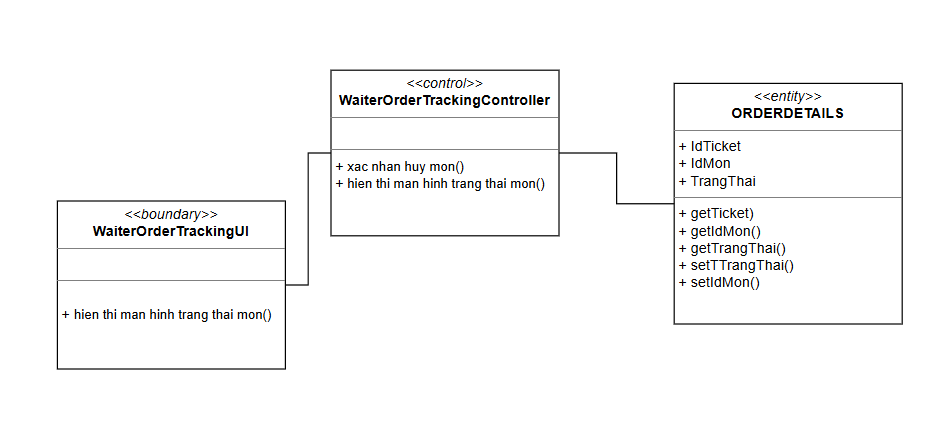 <<boundary>>
WaiterOrderTrackingUI
+ hien thi man hinh trang thai mon()
<<control>>
WaiterOrderTrackingController
+ xac nhan huy mon()
+ hien thi man hinh trang thai mon()
<<entity>>
ORDERDETAILS
+ IdTicket
+ IdMon
+ TrangThai
+ getTicket)
+ getIdMon()
+ getTrangThai()
+ setTTrangThai()
+ setIdMon()